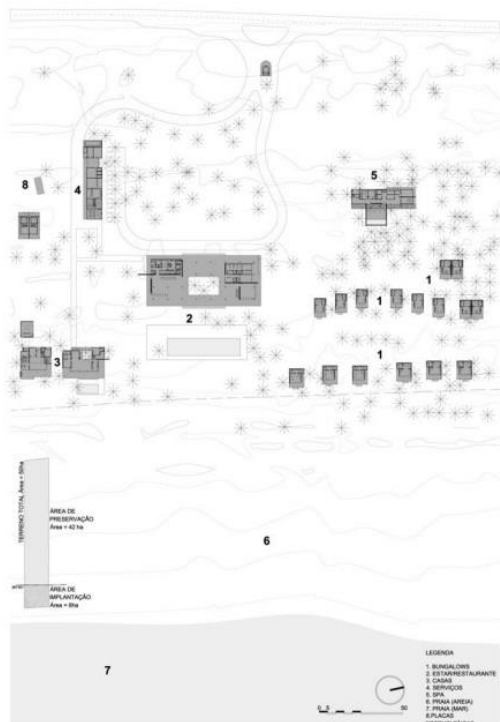 8
4
5
1
1
2
3
1
TERRENO TOTAL Área = 50ha
ÁREA DE
PRESERVAÇÃO
Área = 42 ha
6
ÁREA DE
IMPLANTAÇÃO
Área = 8ha
7
LEGENDA
1. BUNGALOWS
2. ESTAR/RESTAURANTE
3. CASAS
4. SERVIÇOS
5. SPA
6. PRAIA (AREIA)
7. PRAIA (MAR)
8.PLACAS
0 5 50